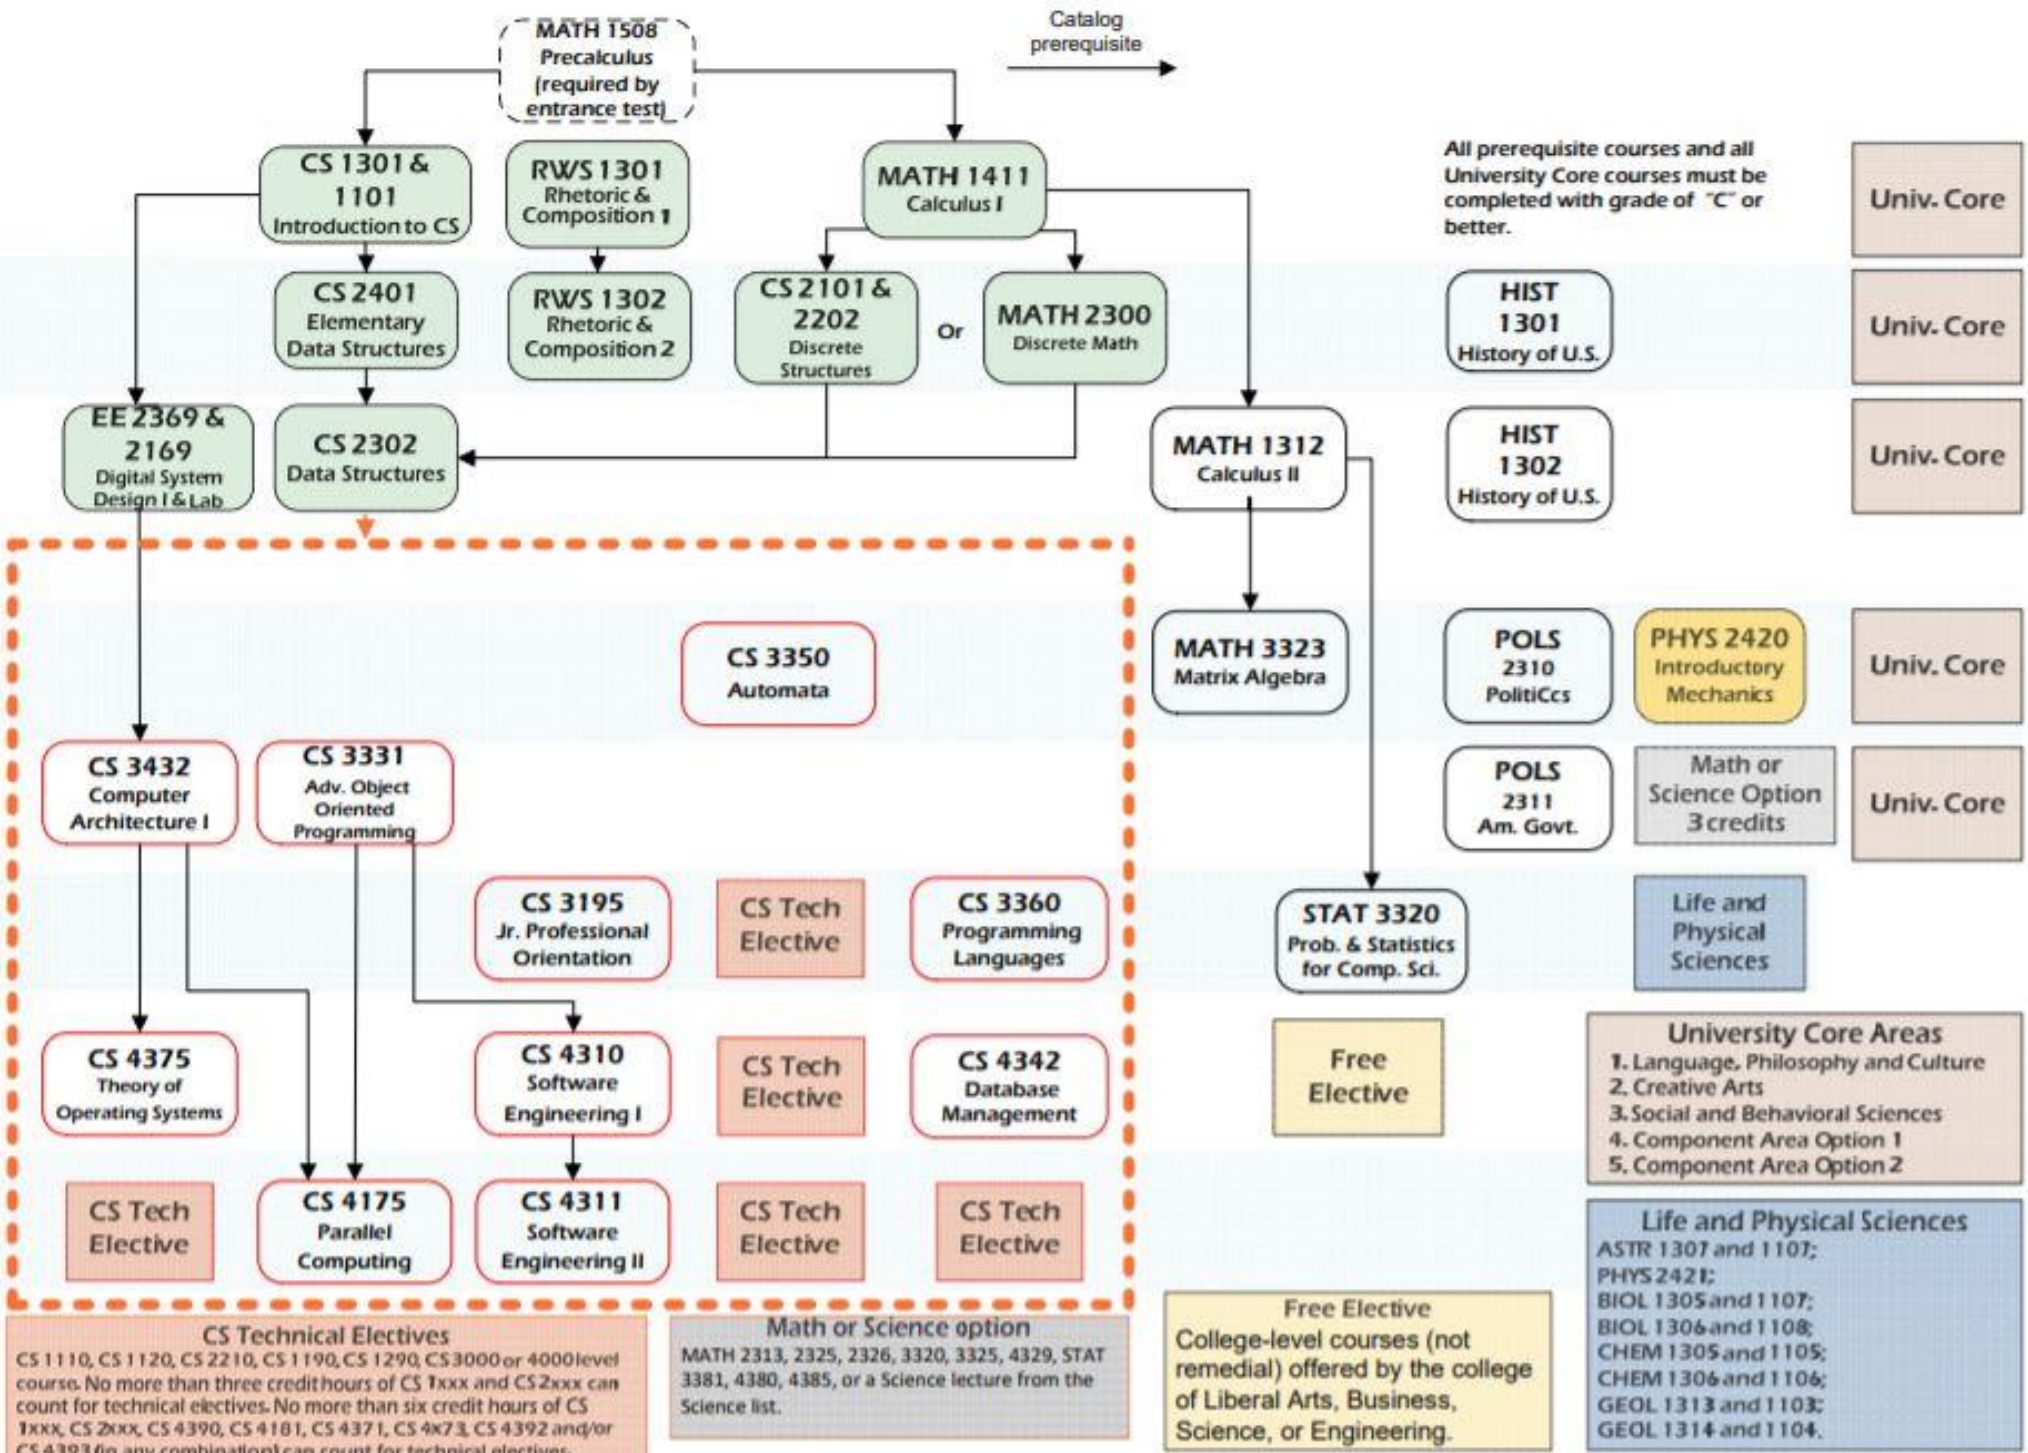 MATH 1508
Precalculus
(required by
entrance test)
Catalog
prerequisite
CS 1301 &
1101
Introduction to CS
RWS 1301
Rhetoric &
Composition 1
MATH 1411
Calculus I
All prerequisite courses and all
University Core courses must be
completed with grade of "C" or
better.
Univ. Core
CS 2401
Elementary
Data Structures
RWS 1302
Rhetoric &
Composition 2
CS 2101 &
2202
Discrete
Structures
Or
MATH 2300
Discrete Math
HIST
1301
History of U.S.
Univ. Core
EE 2369 &
2169
Digital System
Design I & Lab
CS 2302
Data Structures
MATH 1312
Calculus II
HIST
1302
History of U.S.
Univ. Core
CS 3350
Automata
MATH 3323
Matrix Algebra
POLS
2310
PolitiCcs
PHYS 2420
Introductory
Mechanics
Univ. Core
CS 3432
Computer
Architecture I
CS 3331
Adv. Object
Oriented
Programming
POLS
2311
Am. Govt.
Math or
Science Option
3 credits
Univ. Core
CS 3195
Jr. Professional
Orientation
CS Tech
Elective
CS 3360
Programming
Languages
STAT 3320
Prob. & Statistics
for Comp. Sci.
Life and
Physical
Sciences
CS 4375
Theory of
Operating Systems
CS 4310
Software
Engineering I
CS Tech
Elective
CS 4342
Database
Management
Free
Elective
University Core Areas
1. Language, Philosophy and Culture
2. Creative Arts
3. Social and Behavioral Sciences
4. Component Area Option 1
5. Component Area Option 2
CS Tech
Elective
CS 4175
Parallel
Computing
CS 4311
Software
Engineering II
CS Tech
Elective
CS Tech
Elective
Life and Physical Sciences
ASTR 1307 and 1107;
PHYS 2421;
BIOL 1305 and 1107;
BIOL 1306 and 1108;
CHEM 1305 and 1105;
CHEM 1306 and 1106;
GEOL 1313 and 1103;
GEOL 1314 and 1104.
CS Technical Electives
CS 1110, CS 1120, CS 2210, CS 1190, CS 1290, CS 3000 or 4000 level
course. No more than three credit hours of CS 1xxx and CS 2xxx can
count for technical electives. No more than six credit hours of CS
1xxx, CS 2xxx, CS 4390, CS 4181, CS 4371, CS 4x73, CS 4392 and/or
CS 4393 (in any combination) can count for technical electives.
Math or Science option
MATH 2313, 2325, 2326, 3320, 3325, 4329, STAT
3381, 4380, 4385, or a Science lecture from the
Science list.
Free Elective
College-level courses (not
remedial) offered by the college
of Liberal Arts, Business,
Science, or Engineering.